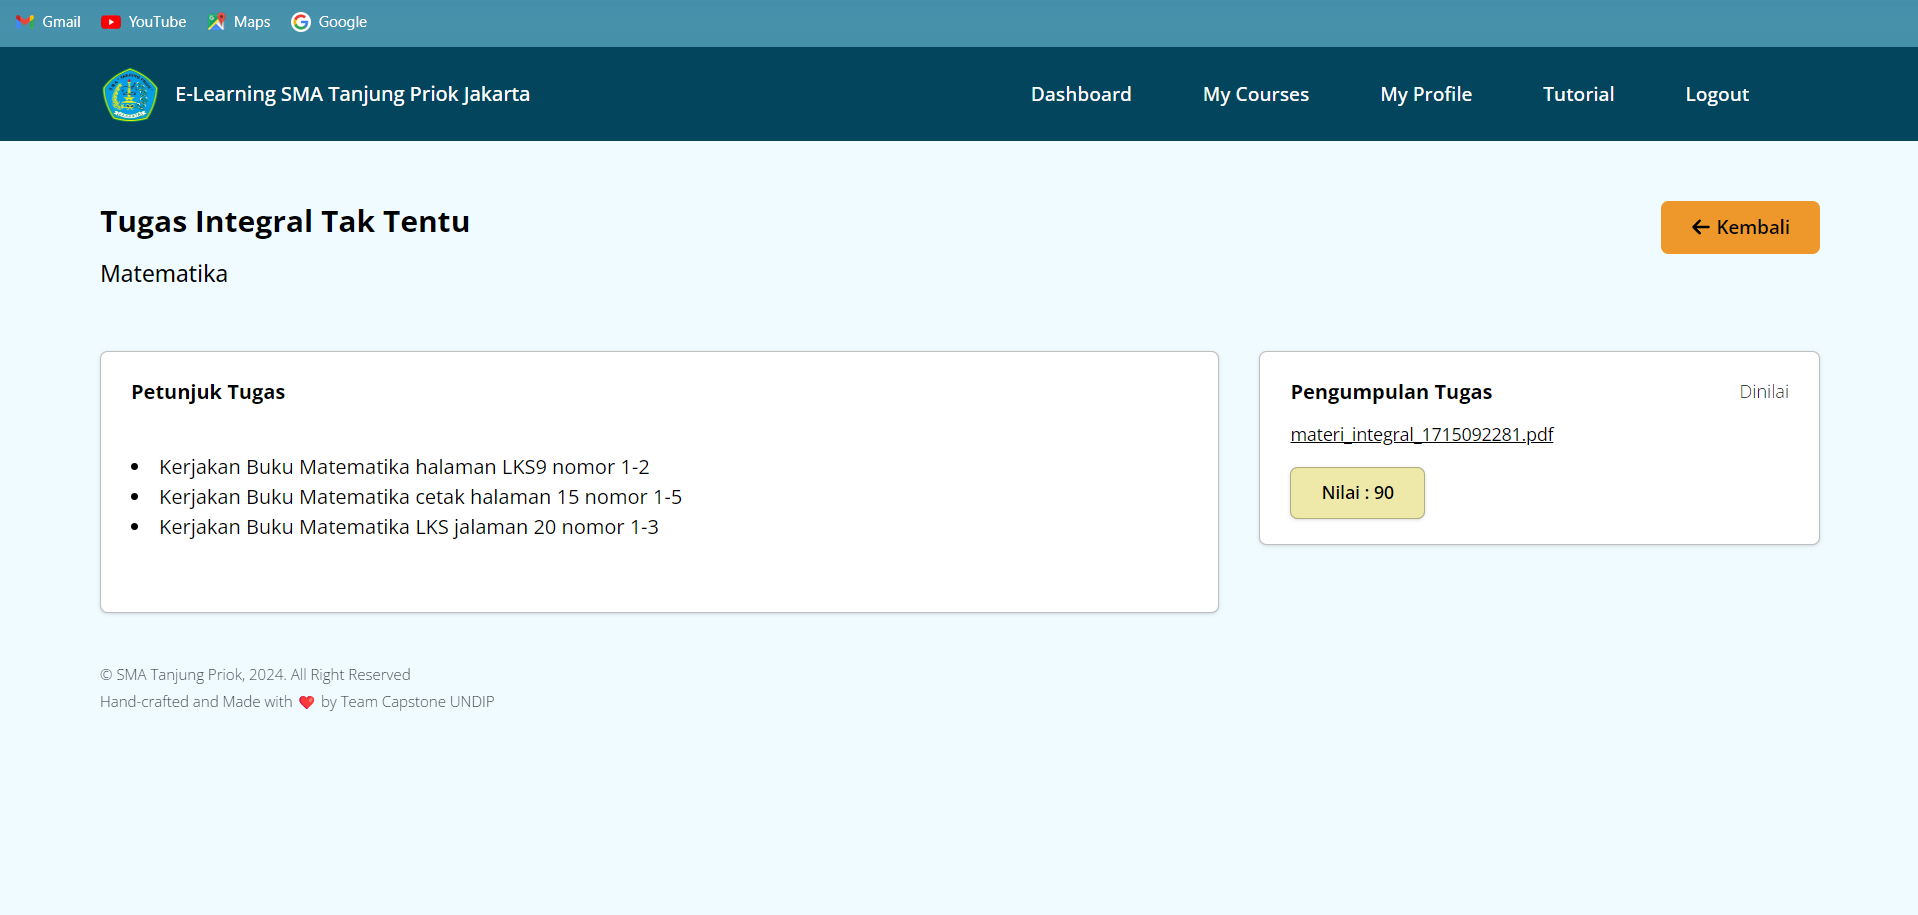 Gmail YouTube Maps Google
E-Learning SMA Tanjung Priok Jakarta Dashboard My Courses My Profile Tutorial Logout
Tugas Integral Tak Tentu
Kembali
Matematika
Petunjuk Tugas
Kerjakan Buku Matematika halaman LKS9 nomor 1-2
Kerjakan Buku Matematika cetak halaman 15 nomor 1-5
Kerjakan Buku Matematika LKS jalaman 20 nomor 1-3
Pengumpulan Tugas Dinilai
materi_integral_1715092281.pdf
Nilai : 90
© SMA Tanjung Priok, 2024. All Right Reserved
Hand-crafted and Made with ❤️ by Team Capstone UNDIP